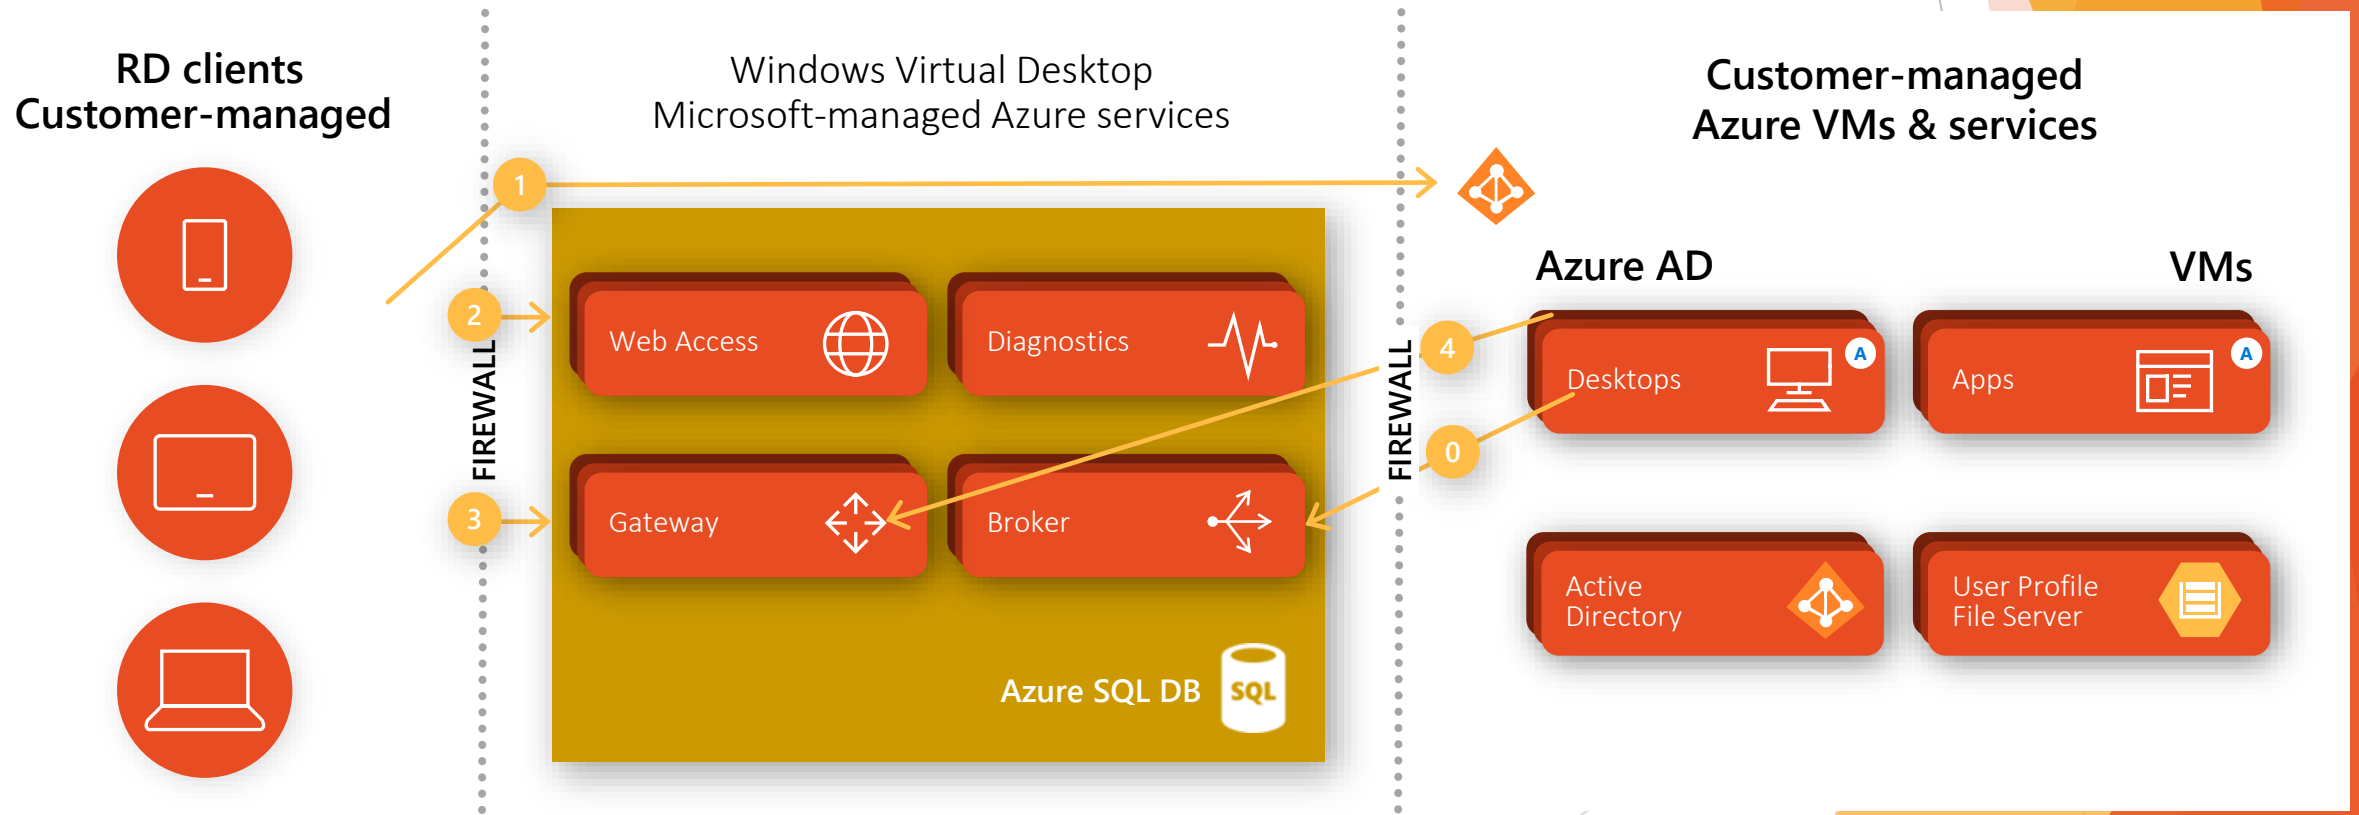 RD clients
Customer-managed
Windows Virtual Desktop
Microsoft-managed Azure services
Customer-managed
Azure VMs & services
1
2
FIREWALL
3
Web Access
Diagnostics
Gateway
Broker
Azure SQL DB
SQL
FIREWALL
4
0
Azure AD
VMs
Desktops
A
Apps
A
Active
Directory
User Profile
File Server